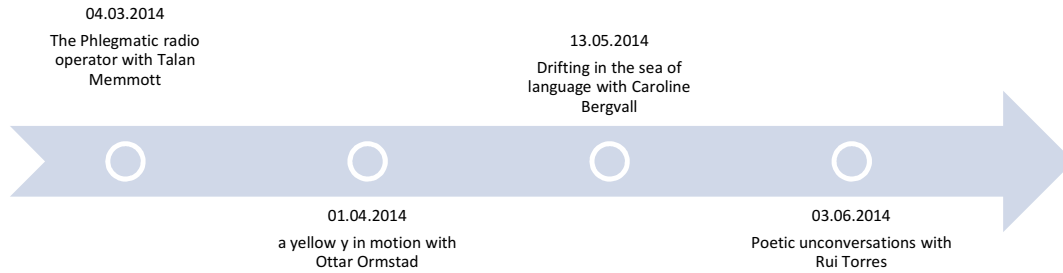 04.03.2014
The Phlegmatic radio
operator with Talan
Memmott
01.04.2014
a yellow y in motion with
Ottar Ormstad
13.05.2014
Drifting in the sea of
language with Caroline
Bergvall
03.06.2014
Poetic unconversations with
Rui Torres